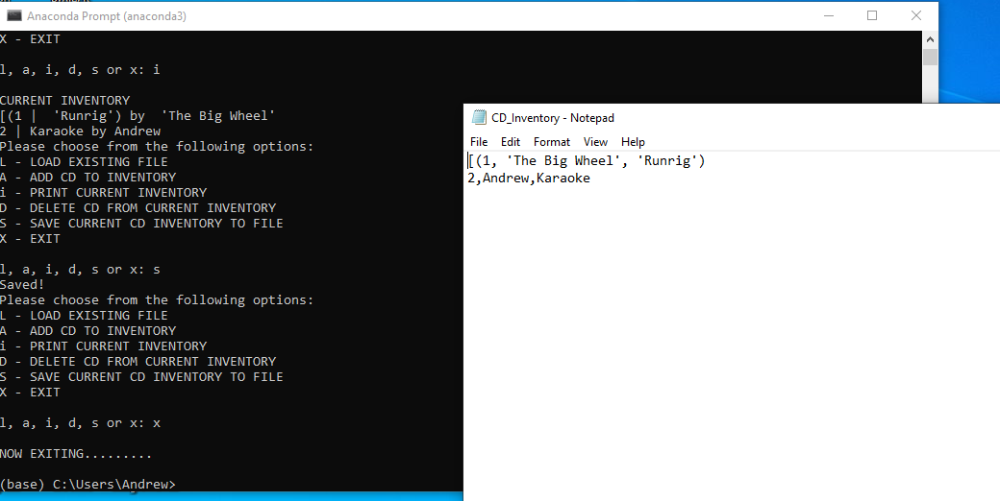 Anaconda Prompt (anaconda3)
X - EXIT
l, a, i, d, s or x: i
CURRENT INVENTORY
[(1 |  'Runrig') by  'The Big Wheel'
2 | Karaoke by Andrew
Please choose from the following options:
L - LOAD EXISTING FILE
A - ADD CD TO INVENTORY
i - PRINT CURRENT INVENTORY
D - DELETE CD FROM CURRENT INVENTORY
S - SAVE CURRENT CD INVENTORY TO FILE
X - EXIT
l, a, i, d, s or x: s
Saved!
Please choose from the following options:
L - LOAD EXISTING FILE
A - ADD CD TO INVENTORY
i - PRINT CURRENT INVENTORY
D - DELETE CD FROM CURRENT INVENTORY
S - SAVE CURRENT CD INVENTORY TO FILE
X - EXIT
l, a, i, d, s or x: x
NOW EXITING.........
(base) C:\Users\Andrew>
CD_Inventory - Notepad
File Edit Format View Help
[(1, 'The Big Wheel', 'Runrig')
2,Andrew,Karaoke